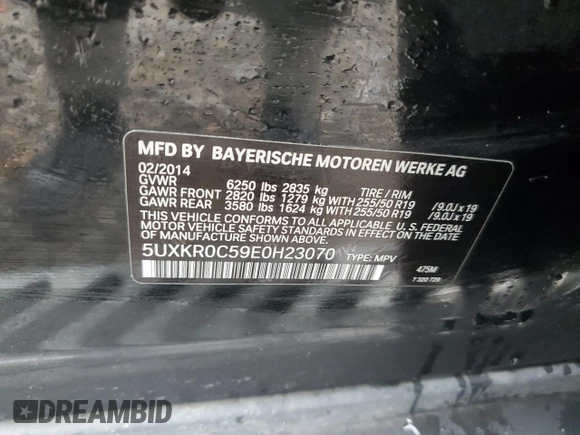 MFD BY BAYERISCHE MOTOREN WERKE AG
02/2014
GVWR 6250 lbs 2835 kg TIRE / RIM
GAWR FRONT 2820 lbs 1279 kg WITH 255/50 R19 /9.0J x 19
GAWR REAR 3580 lbs 1624 kg WITH 255/50 R19 /9.0J x 19
THIS VEHICLE CONFORMS TO ALL APPLICABLE U. S. FEDERAL
MOTOR VEHICLE SAFETY STANDARDS IN EFFECT ON THE DATE
OF MANUFACTURE SHOWN ABOVE.
5UXKR0C59E0H23070 TYPE: MPV
475M
7 320 729
DREAMBID